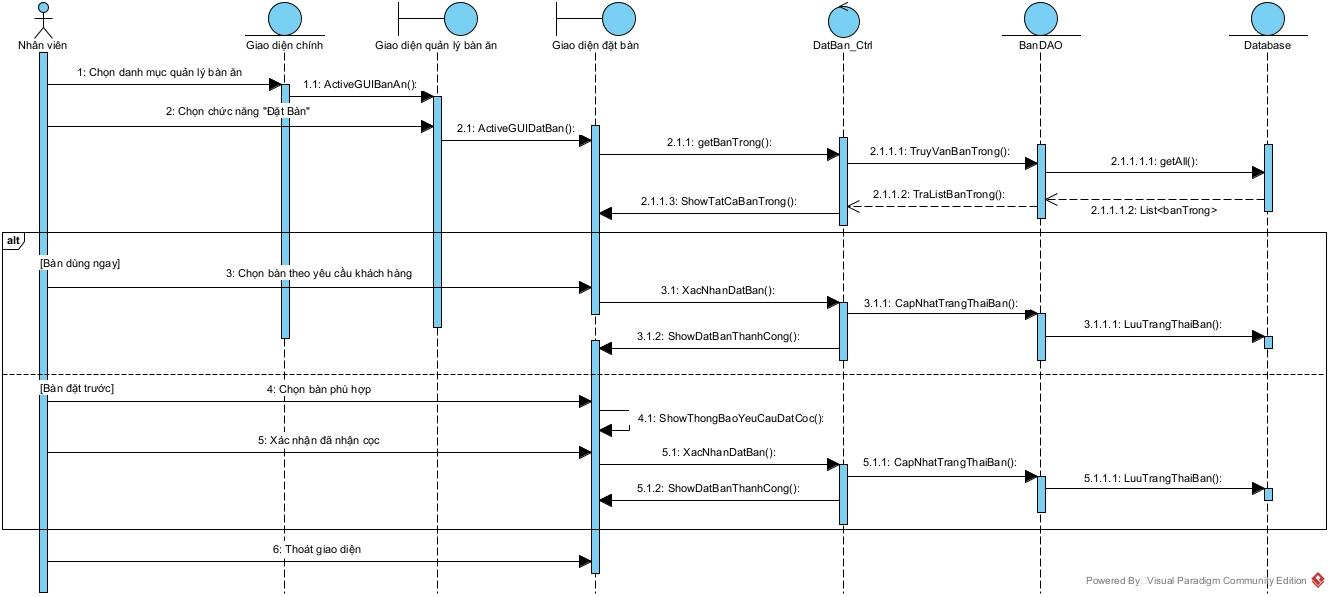 Nhân viên
Giao diện chính
Giao diện quản lý bàn ăn
Giao diện đặt bàn
DatBan_Ctrl
BanDAO
Database
1: Chọn danh mục quản lý bàn ăn
1.1: ActiveGUIBanAn():
2: Chọn chức năng "Đặt Bàn"
2.1: ActiveGUIDatBan():
2.1.1: getBanTrong():
2.1.1.1: TruyVanBanTrong():
2.1.1.1.1: getAll():
2.1.1.1.2: List<banTrong>
2.1.1.2: TraListBanTrong():
2.1.1.3: ShowTatCaBanTrong():
alt
[Bàn dùng ngay]
3: Chọn bàn theo yêu cầu khách hàng
3.1: XacNhanDatBan():
3.1.1: CapNhatTrangThaiBan():
3.1.1.1: LuuTrangThaiBan():
3.1.2: ShowDatBanThanhCong():
[Bàn đặt trước]
4: Chọn bàn phù hợp
4.1: ShowThongBaoYeuCauDatCoc():
5: Xác nhận đã nhận cọc
5.1: XacNhanDatBan():
5.1.1: CapNhatTrangThaiBan():
5.1.1.1: LuuTrangThaiBan():
5.1.2: ShowDatBanThanhCong():
6: Thoát giao diện
Powered By Visual Paradigm Community Edition